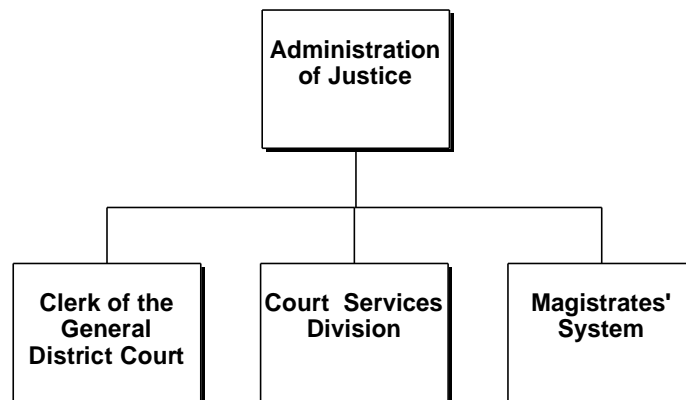 Administration
of Justice
Clerk of the
General
District Court
Court Services
Division
Magistrates'
System